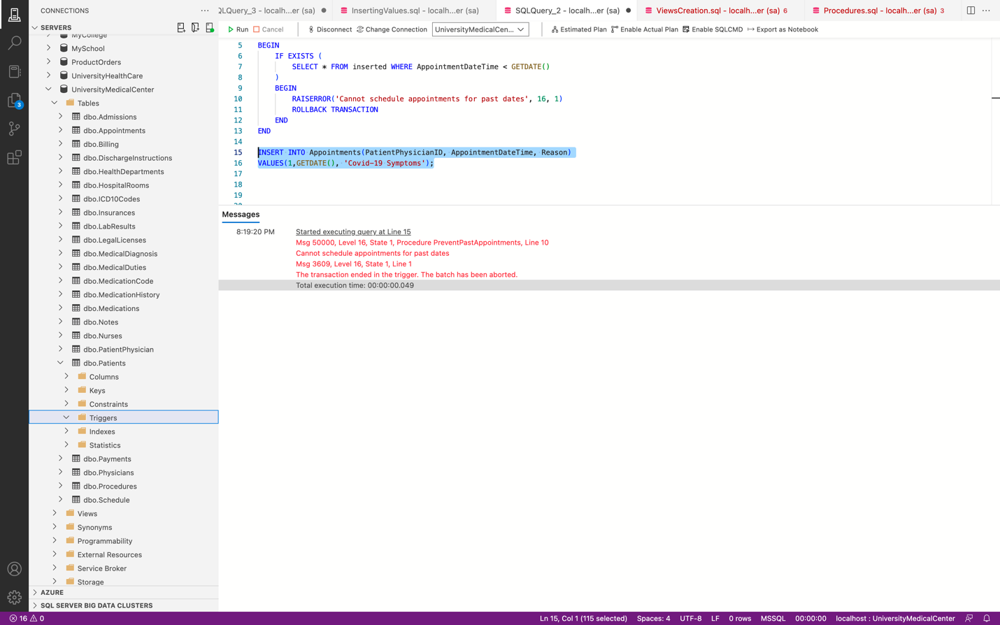 CONNECTIONS
SERVERS
MyCollege
MySchool
ProductOrders
UniversityHealthCare
UniversityMedicalCenter
Tables
dbo.Admissions
dbo.Appointments
dbo.Billing
dbo.DischargeInstructions
dbo.HealthDepartments
dbo.HospitalRooms
dbo.ICD10Codes
dbo.Insurances
dbo.LabResults
dbo.LegalLicenses
dbo.MedicalDiagnosis
dbo.MedicalDuties
dbo.MedicationCode
dbo.MedicationHistory
dbo.Medications
dbo.Notes
dbo.Nurses
dbo.PatientPhysician
dbo.Patients
Columns
Keys
Constraints
Triggers
Indexes
Statistics
dbo.Payments
dbo.Physicians
dbo.Procedures
dbo.Schedule
Views
Synonyms
Programmability
External Resources
Service Broker
Storage
AZURE
SQL SERVER BIG DATA CLUSTERS
3
QLQuery_3 - localh...er (sa) InsertingValues.sql - localh...er (sa) SQLQuery_2 - localh...er (sa) ViewsCreation.sql - localh...er (sa) 6 Procedures.sql - localh...er (sa) 3
Run Cancel Disconnect Change Connection UniversityMedicalCen... Estimated Plan Enable Actual Plan Enable SQLCMD Export as Notebook
5 BEGIN
6 IF EXISTS (
7 SELECT * FROM inserted WHERE AppointmentDateTime < GETDATE()
8 )
9 BEGIN
10 RAISERROR('Cannot schedule appointments for past dates', 16, 1)
11 ROLLBACK TRANSACTION
12 END
13 END
14
15 INSERT INTO Appointments(PatientPhysicianID, AppointmentDateTime, Reason)
16 VALUES(1,GETDATE(), 'Covid-19 Symptoms');
17
18
19
20
Messages
8:19:20 PM Started executing query at Line 15
Msg 50000, Level 16, State 1, Procedure PreventPastAppointments, Line 10
Cannot schedule appointments for past dates
Msg 3609, Level 16, State 1, Line 1
The transaction ended in the trigger. The batch has been aborted.
Total execution time: 00:00:00.049
16 0 Ln 15, Col 1 (115 selected) Spaces: 4 UTF-8 LF 0 rows MSSQL 00:00:00 localhost : UniversityMedicalCenter